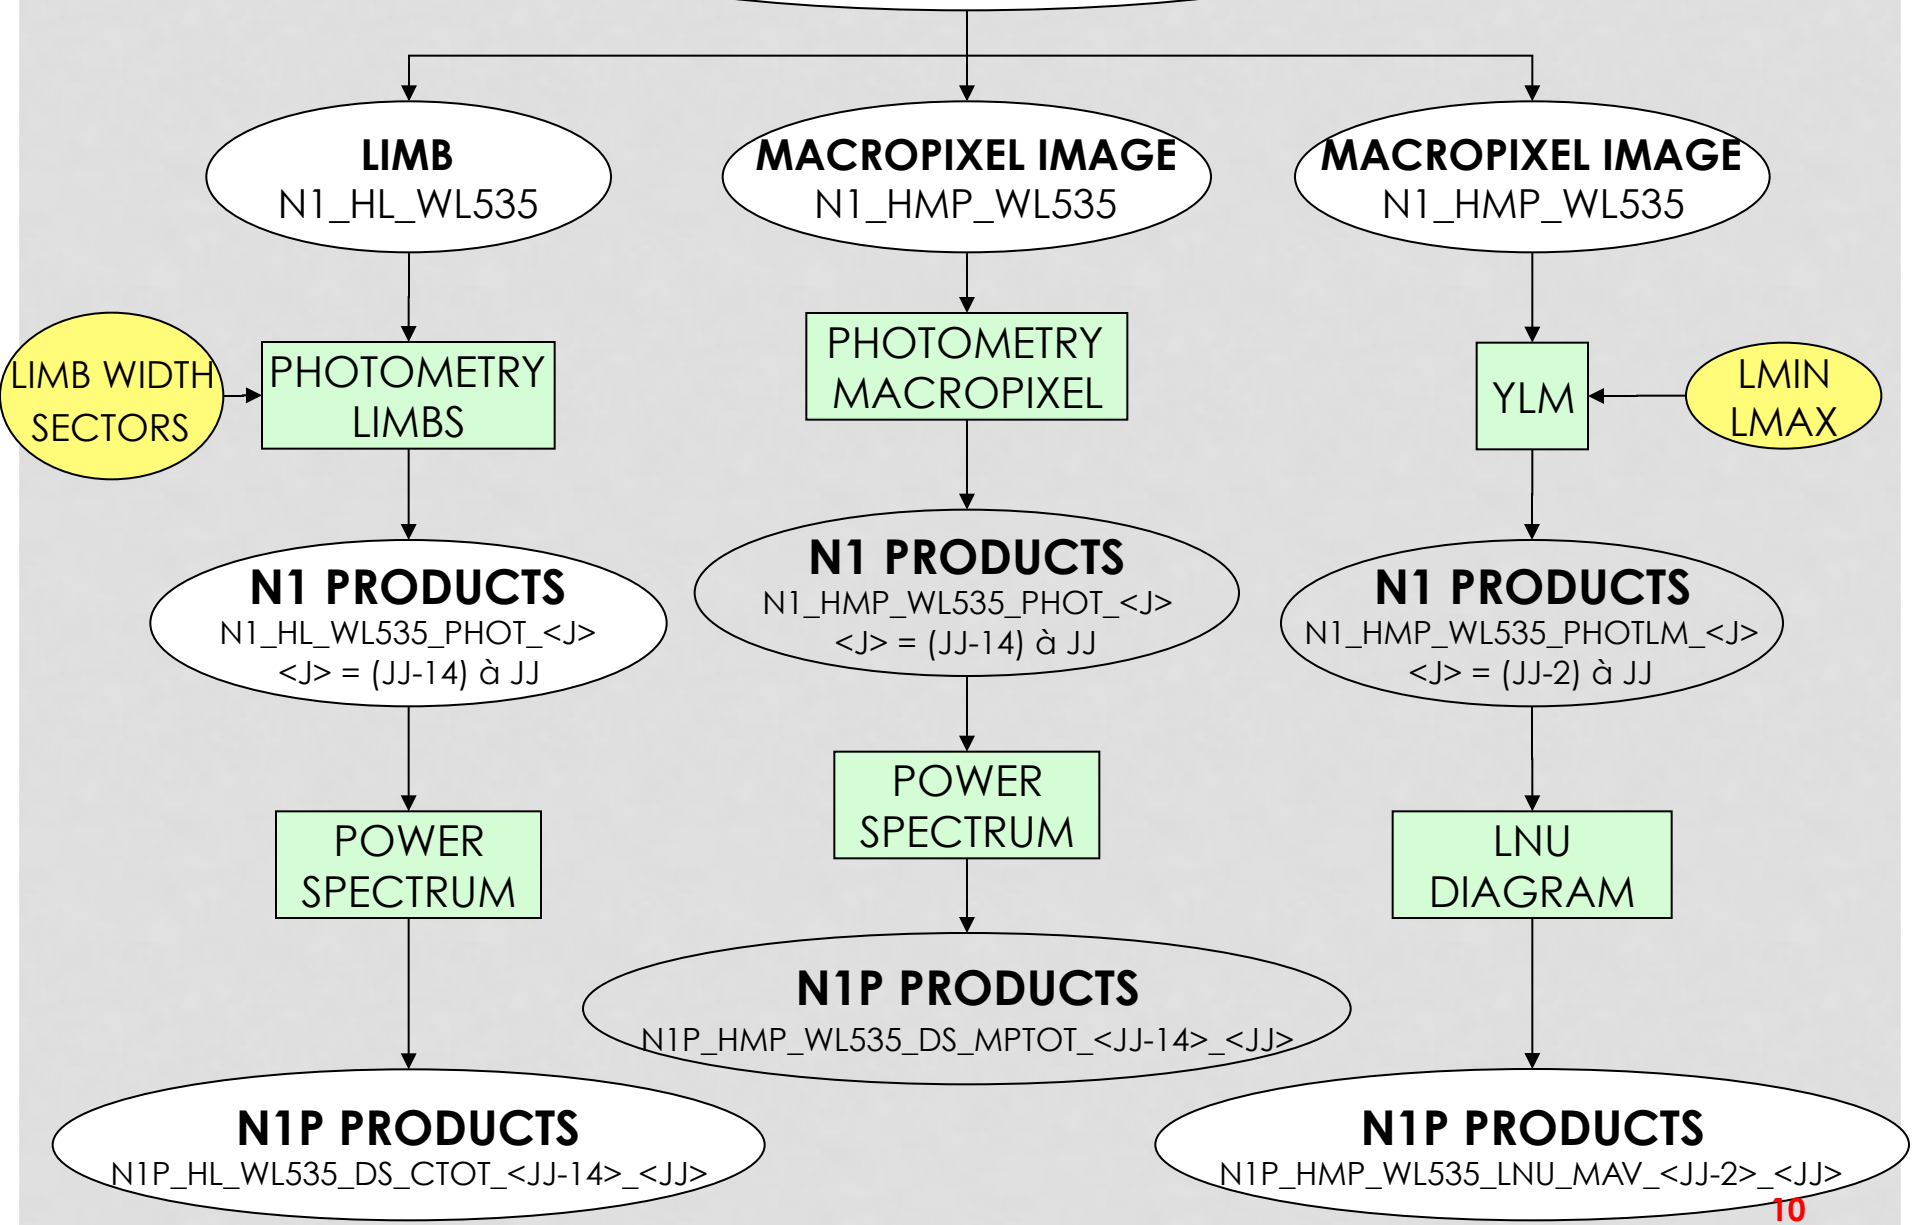 LIMB
N1_HL_WL535
MACROPIXEL IMAGE
N1_HMP_WL535
MACROPIXEL IMAGE
N1_HMP_WL535
LIMB WIDTH
SECTORS
PHOTOMETRY
LIMBS
PHOTOMETRY
MACROPIXEL
YLM
LMIN
LMAX
N1 PRODUCTS
N1_HL_WL535_PHOT_<J>
<J> = (JJ-14) à JJ
N1 PRODUCTS
N1_HMP_WL535_PHOT_<J>
<J> = (JJ-14) à JJ
N1 PRODUCTS
N1_HMP_WL535_PHOTLM_<J>
<J> = (JJ-2) à JJ
POWER
SPECTRUM
POWER
SPECTRUM
LNU
DIAGRAM
N1P PRODUCTS
N1P_HL_WL535_DS_CTOT_<JJ-14>_<JJ>
N1P PRODUCTS
N1P_HMP_WL535_DS_MPTOT_<JJ-14>_<JJ>
N1P PRODUCTS
N1P_HMP_WL535_LNU_MAV_<JJ-2>_<JJ>
10